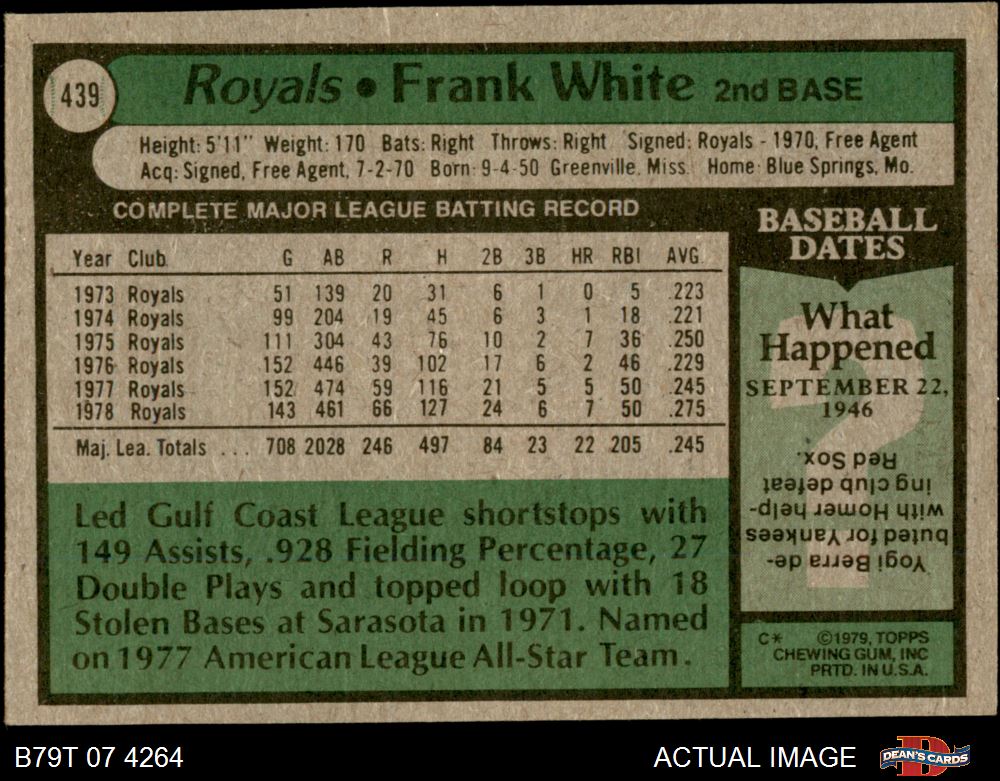 439
Royals • Frank White 2nd BASE
Height: 5'11" Weight: 170 Bats: Right Throws: Right Signed: Royals - 1970, Free Agent
Acq: Signed, Free Agent, 7-2-70 Born: 9-4-50 Greenville, Miss. Home: Blue Springs, Mo.
COMPLETE MAJOR LEAGUE BATTING RECORD
Year Club G AB R H 2B 3B HR RBI AVG.
1973 Royals 51 139 20 31 6 1 0 5 .223
1974 Royals 99 204 19 45 6 3 1 18 .221
1975 Royals 111 304 43 76 10 2 7 36 .250
1976 Royals 152 446 39 102 17 6 2 46 .229
1977 Royals 152 474 59 116 21 5 5 50 .245
1978 Royals 143 461 66 127 24 6 7 50 .275
Maj. Lea. Totals . . . 708 2028 246 497 84 23 22 205 .245
Led Gulf Coast League shortstops with
149 Assists, .928 Fielding Percentage, 27
Double Plays and topped loop with 18
Stolen Bases at Sarasota in 1971. Named
on 1977 American League All-Star Team.
BASEBALL
DATES
What
Happened
SEPTEMBER 22,
1946
Yogi Berra de-
buted for Yankees
with Homer help-
ing club defeat
Red Sox.
C* ©1979, TOPPS
CHEWING GUM, INC
PRTD. IN U.S.A.
B79T 07 4264
ACTUAL IMAGE
DEAN'S CARDS